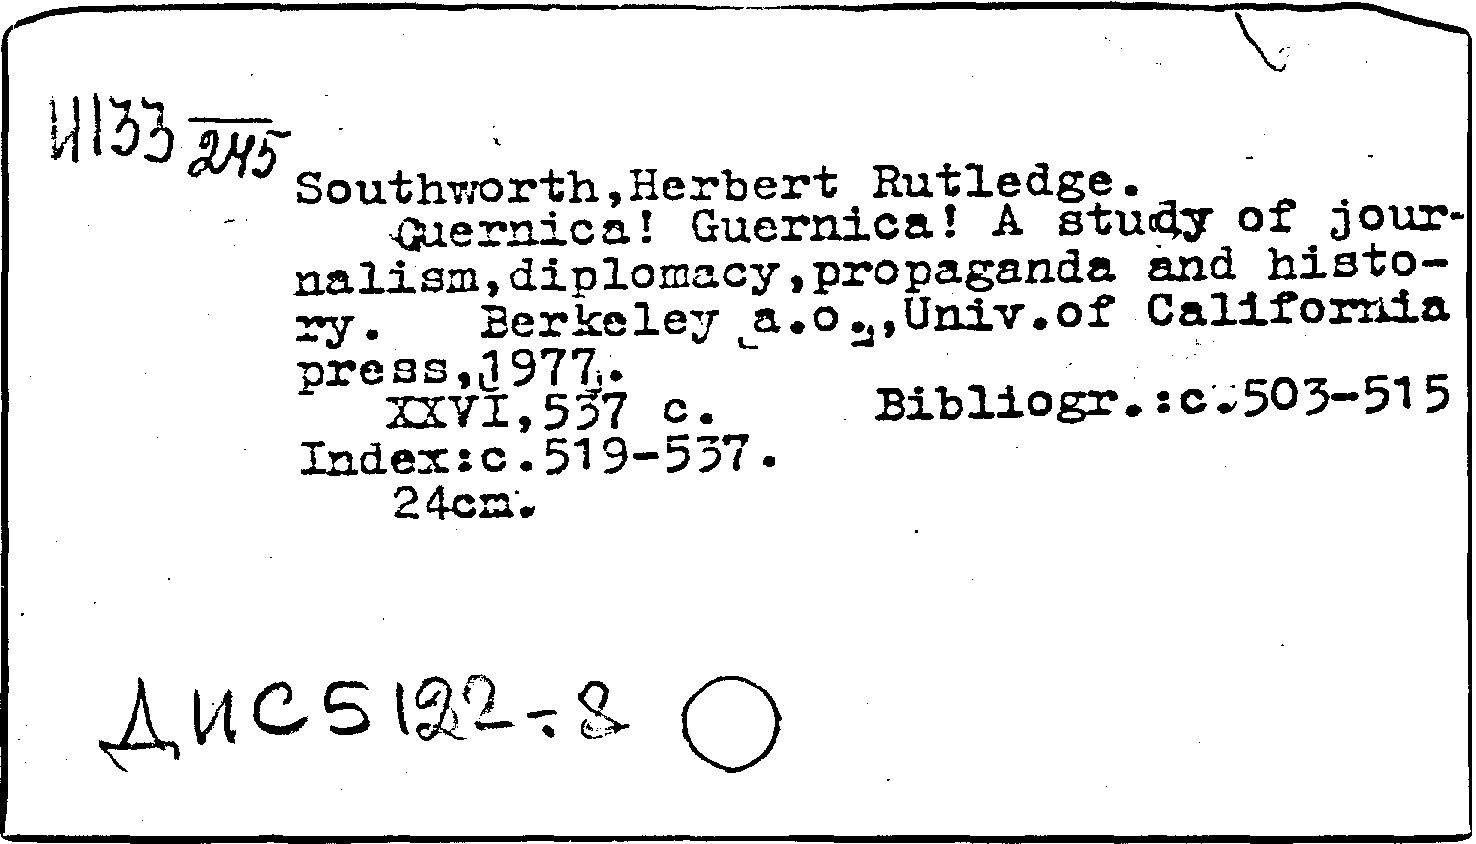 И133 245
Southworth,Herbert Rutledge.
Guernica! Guernica! A study of jour-
nalism,diplomacy,propaganda and histo-
ry. Berkeley a.o.,Univ.of California
press,1977.
XXVI,537 c. Bibliogr.:c.503-515
Index:c.519-537.
24cm.
ДИС5122-8